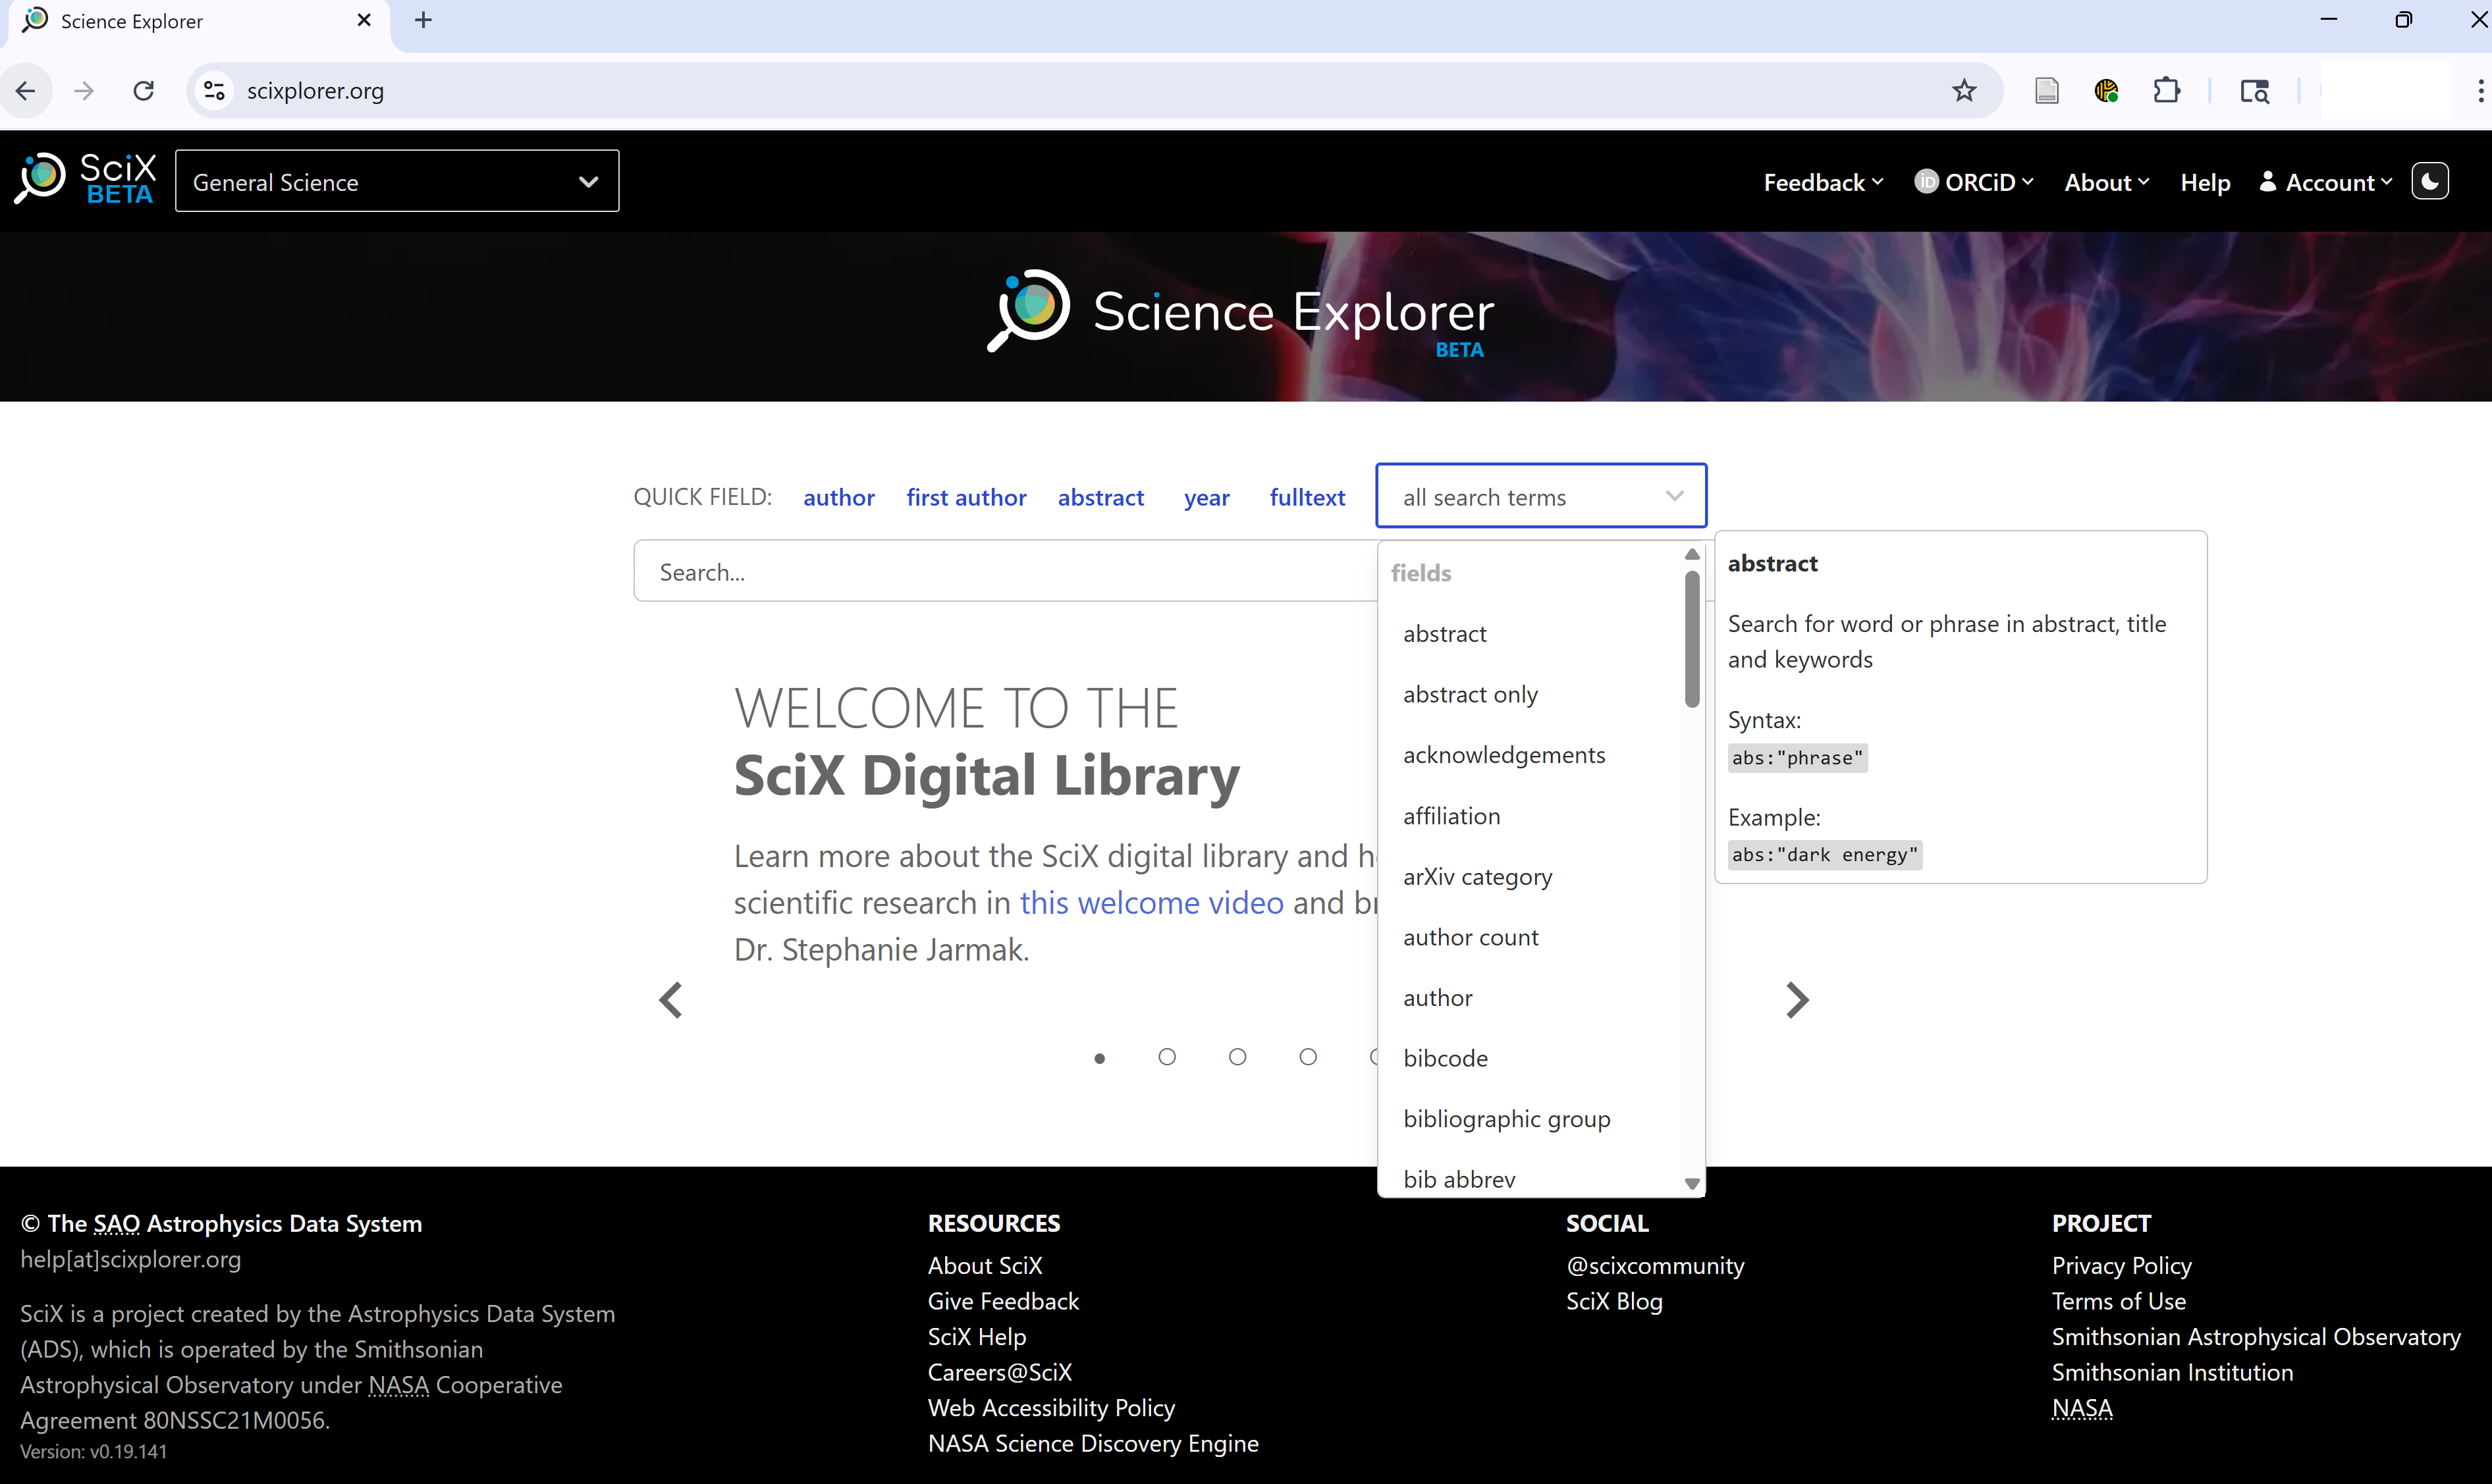 Science Explorer
scixplorer.org
SciX
BETA
General Science
Feedback
iD ORCiD
About
Help
Account
Science Explorer
BETA
QUICK FIELD: author first author abstract year fulltext all search terms
Search...
fields
abstract
abstract only
acknowledgements
affiliation
arXiv category
author count
author
bibcode
bibliographic group
bib abbrev
abstract
Search for word or phrase in abstract, title
and keywords
Syntax:
abs:"phrase"
Example:
abs:"dark energy"
WELCOME TO THE
SciX Digital Library
Learn more about the SciX digital library and
scientific research in this welcome video and
Dr. Stephanie Jarmak.
© The SAO Astrophysics Data System
help[at]scixplorer.org
SciX is a project created by the Astrophysics Data System
(ADS), which is operated by the Smithsonian
Astrophysical Observatory under NASA Cooperative
Agreement 80NSSC21M0056.
Version: v0.19.141
RESOURCES
About SciX
Give Feedback
SciX Help
Careers@SciX
Web Accessibility Policy
NASA Science Discovery Engine
SOCIAL
@scixcommunity
SciX Blog
PROJECT
Privacy Policy
Terms of Use
Smithsonian Astrophysical Observatory
Smithsonian Institution
NASA